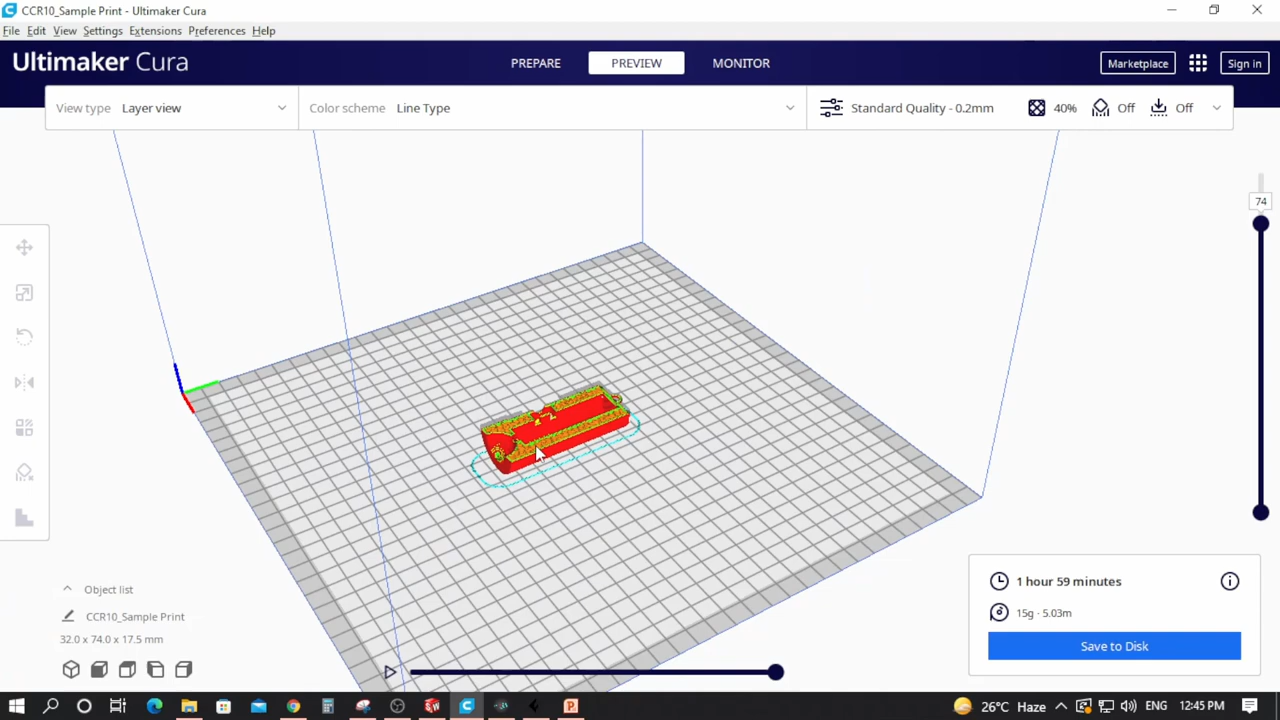 CCR10_Sample Print - Ultimaker Cura
File Edit View Settings Extensions Preferences Help
Ultimaker Cura
PREPARE
PREVIEW
MONITOR
Marketplace
Sign in
View type Layer view
Color scheme Line Type
Standard Quality - 0.2mm
40%
Off
Off
74
Object list
CCR10_Sample Print
32.0 x 74.0 x 17.5 mm
1 hour 59 minutes
15g · 5.03m
Save to Disk
26°C Haze
ENG
12:45 PM